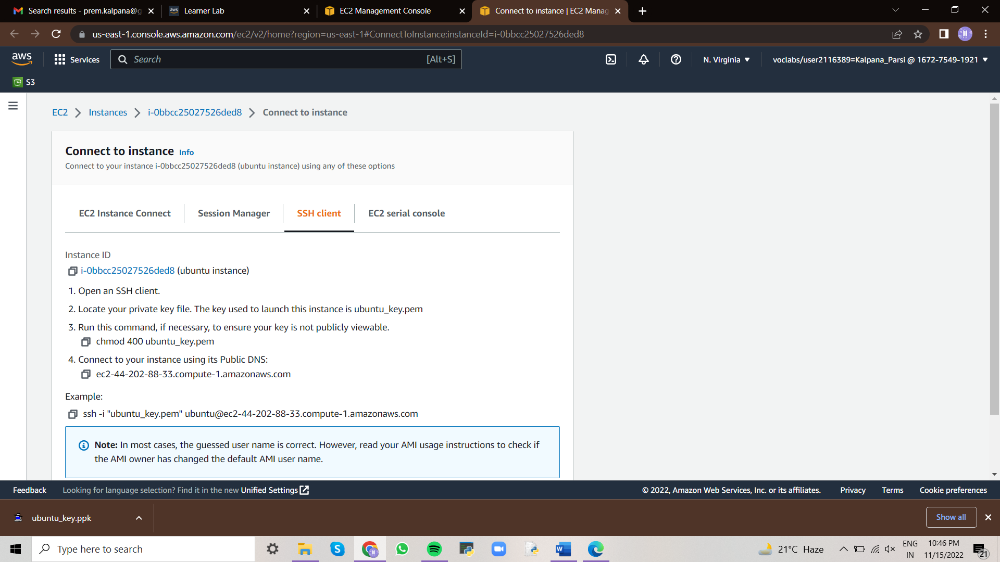 Search results - prem.kalpana@g
Learner Lab
EC2 Management Console
Connect to instance | EC2 Manag
us-east-1.console.aws.amazon.com/ec2/v2/home?region=us-east-1#ConnectToInstance:instanceId=i-0bbcc25027526ded8
aws
Services
Search
[Alt+S]
N. Virginia
voclabs/user2116389=Kalpana_Parsi @ 1672-7549-1921
S3
EC2
Instances
i-0bbcc25027526ded8
Connect to instance
Connect to instance Info
Connect to your instance i-0bbcc25027526ded8 (ubuntu instance) using any of these options
EC2 Instance Connect
Session Manager
SSH client
EC2 serial console
Instance ID
i-0bbcc25027526ded8 (ubuntu instance)
1. Open an SSH client.
2. Locate your private key file. The key used to launch this instance is ubuntu_key.pem
3. Run this command, if necessary, to ensure your key is not publicly viewable.
chmod 400 ubuntu_key.pem
4. Connect to your instance using its Public DNS:
ec2-44-202-88-33.compute-1.amazonaws.com
Example:
ssh -i "ubuntu_key.pem" ubuntu@ec2-44-202-88-33.compute-1.amazonaws.com
Note: In most cases, the guessed user name is correct. However, read your AMI usage instructions to check if
the AMI owner has changed the default AMI user name.
Feedback
Looking for language selection? Find it in the new Unified Settings
© 2022, Amazon Web Services, Inc. or its affiliates.
Privacy
Terms
Cookie preferences
ubuntu_key.ppk
Show all
Type here to search
21°C Haze
ENG
IN
10:46 PM
11/15/2022
21